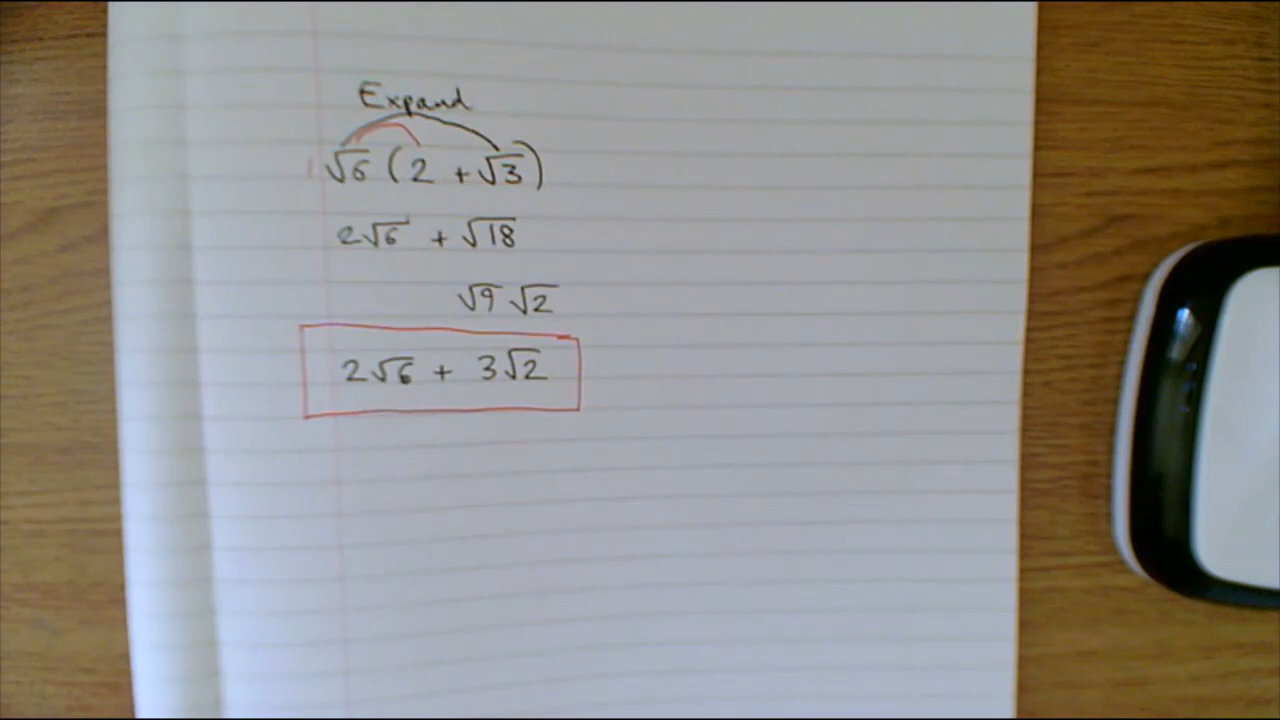 Expand
√6 (2 + √3)
2√6 + √18
√9 √2
2√6 + 3√2